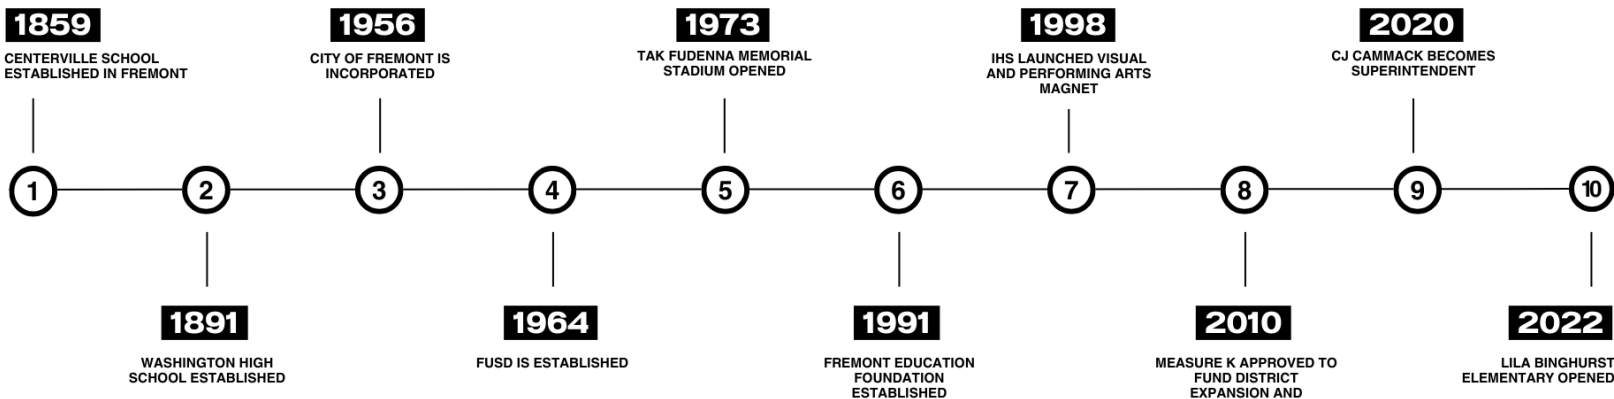 1859
CENTERVILLE SCHOOL
ESTABLISHED IN FREMONT
1956
CITY OF FREMONT IS
INCORPORATED
1973
TAK FUDENNA MEMORIAL
STADIUM OPENED
1998
IHS LAUNCHED VISUAL
AND PERFORMING ARTS
MAGNET
2020
CJ CAMMACK BECOMES
SUPERINTENDENT
1
2
3
4
5
6
7
8
9
10
1891
WASHINGTON HIGH
SCHOOL ESTABLISHED
1964
FUSD IS ESTABLISHED
1991
FREMONT EDUCATION
FOUNDATION
ESTABLISHED
2010
MEASURE K APPROVED TO
FUND DISTRICT
EXPANSION AND
2022
LILA BINGHURST
ELEMENTARY OPENED